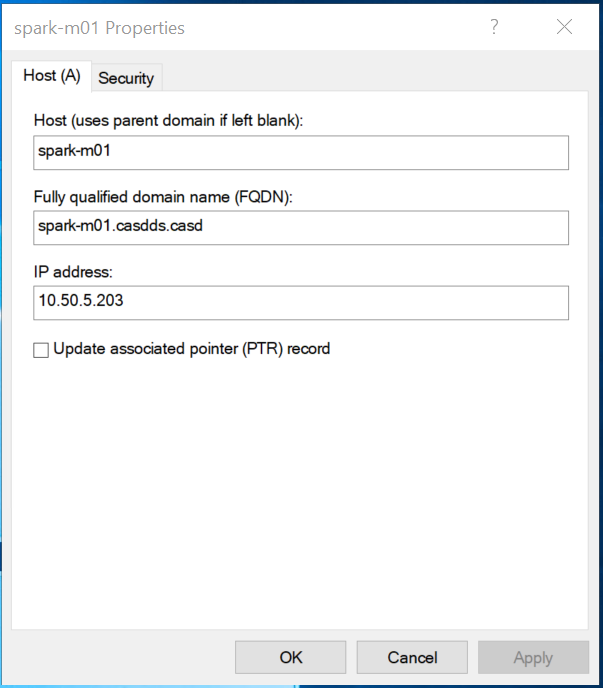 spark-m01 Properties
?
Host (A)
Security
Host (uses parent domain if left blank):
spark-m01
Fully qualified domain name (FQDN):
spark-m01.casdds.casd
IP address:
10.50.5.203
Update associated pointer (PTR) record
OK
Cancel
Apply